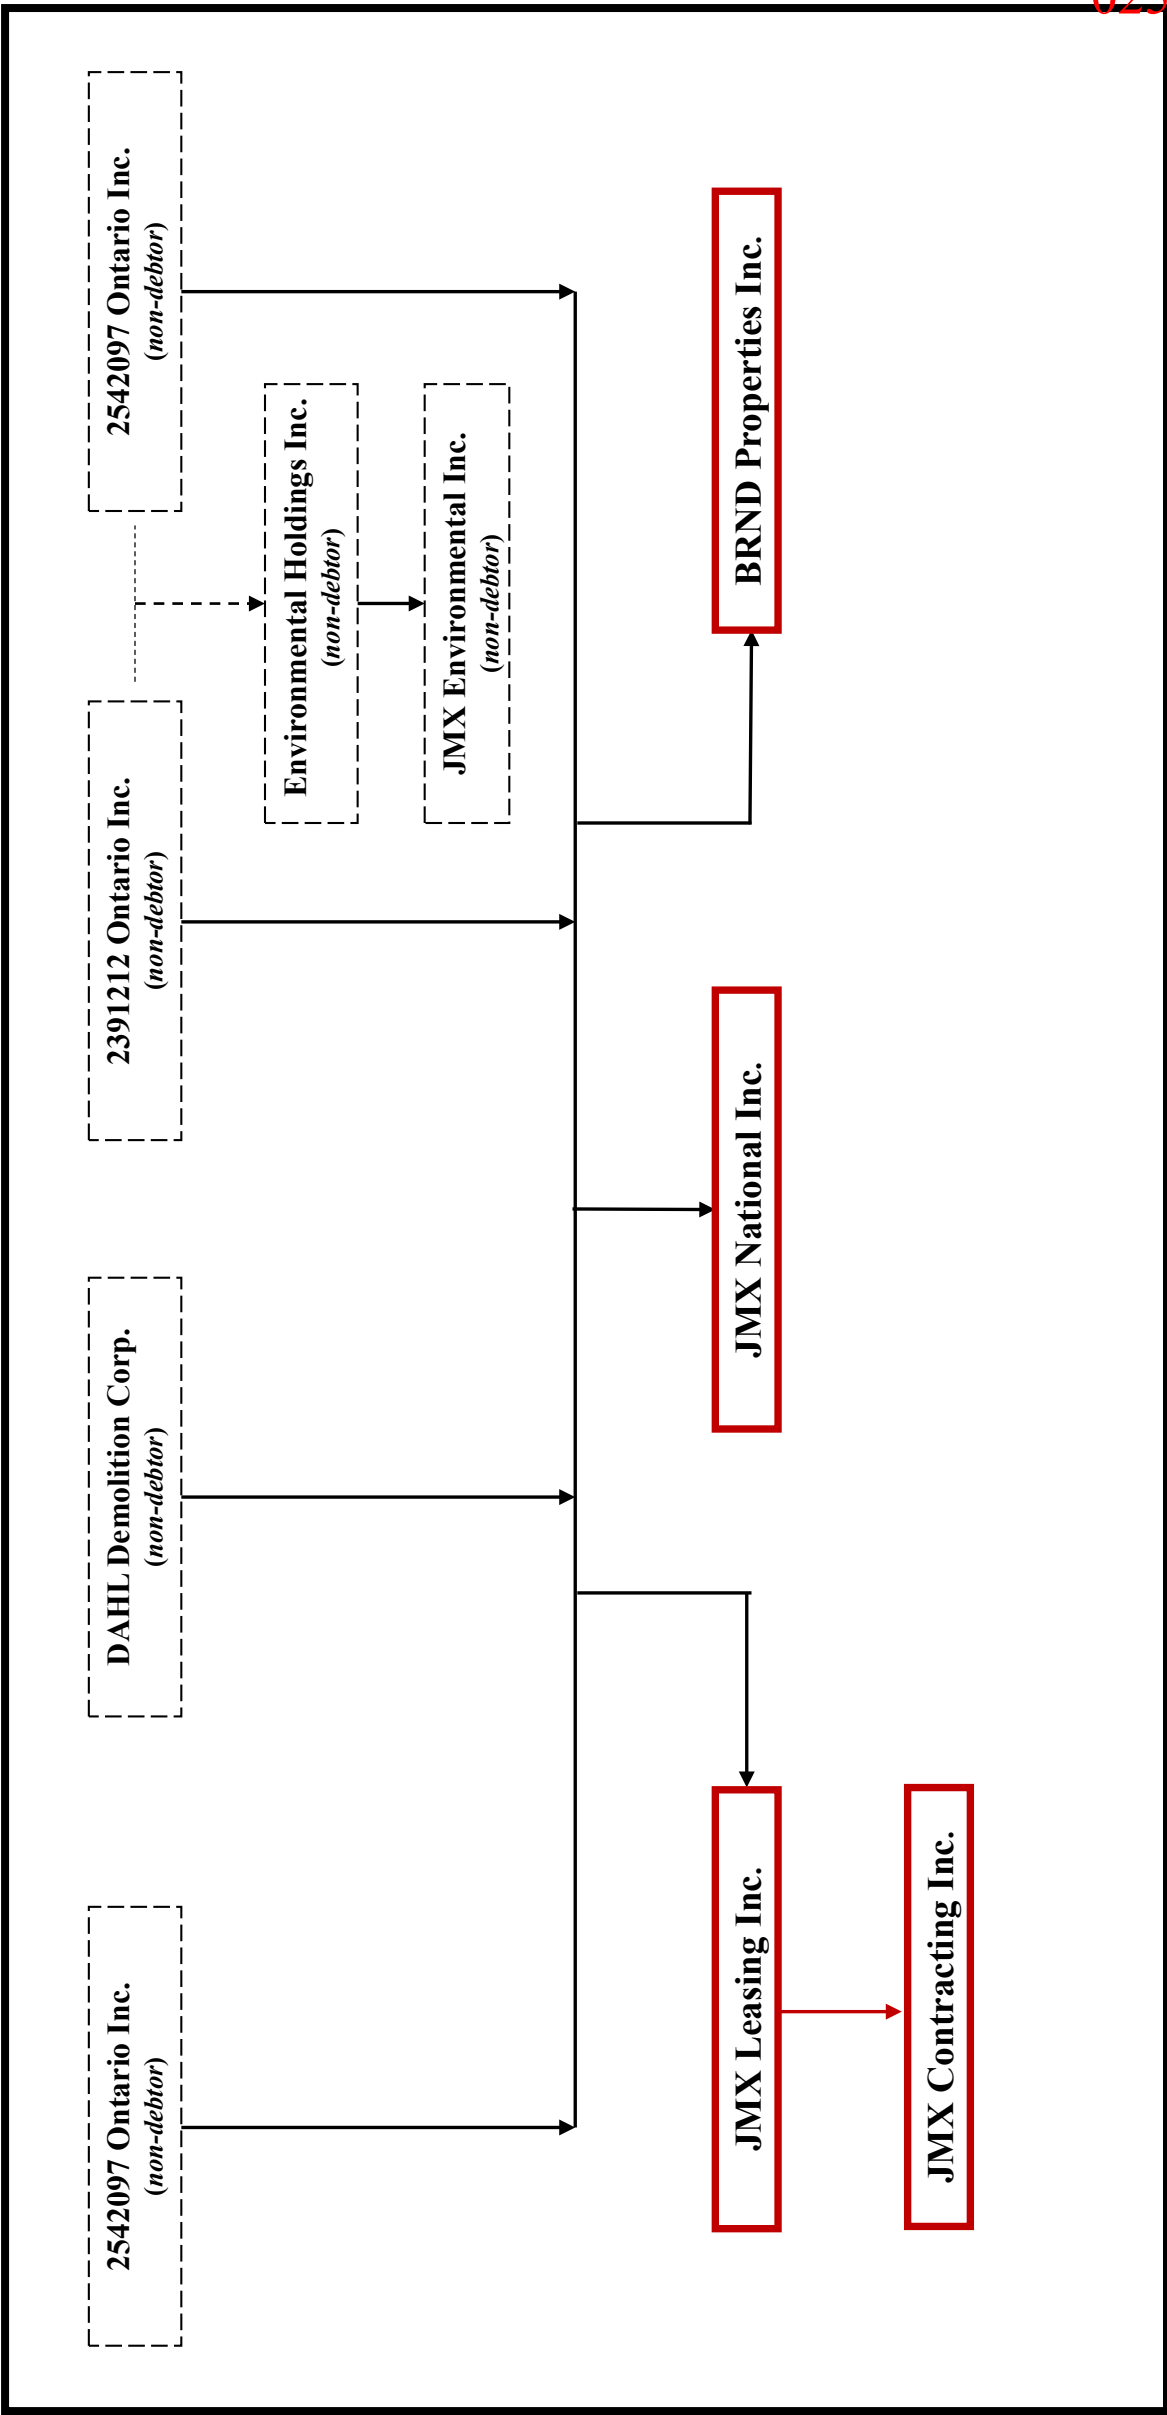 2542097 Ontario Inc.
(non-debtor)
DAHL Demolition Corp.
(non-debtor)
2391212 Ontario Inc.
(non-debtor)
2542097 Ontario Inc.
(non-debtor)
Environmental Holdings Inc.
(non-debtor)
JMX Environmental Inc.
(non-debtor)
JMX Leasing Inc.
JMX National Inc.
BRND Properties Inc.
JMX Contracting Inc.